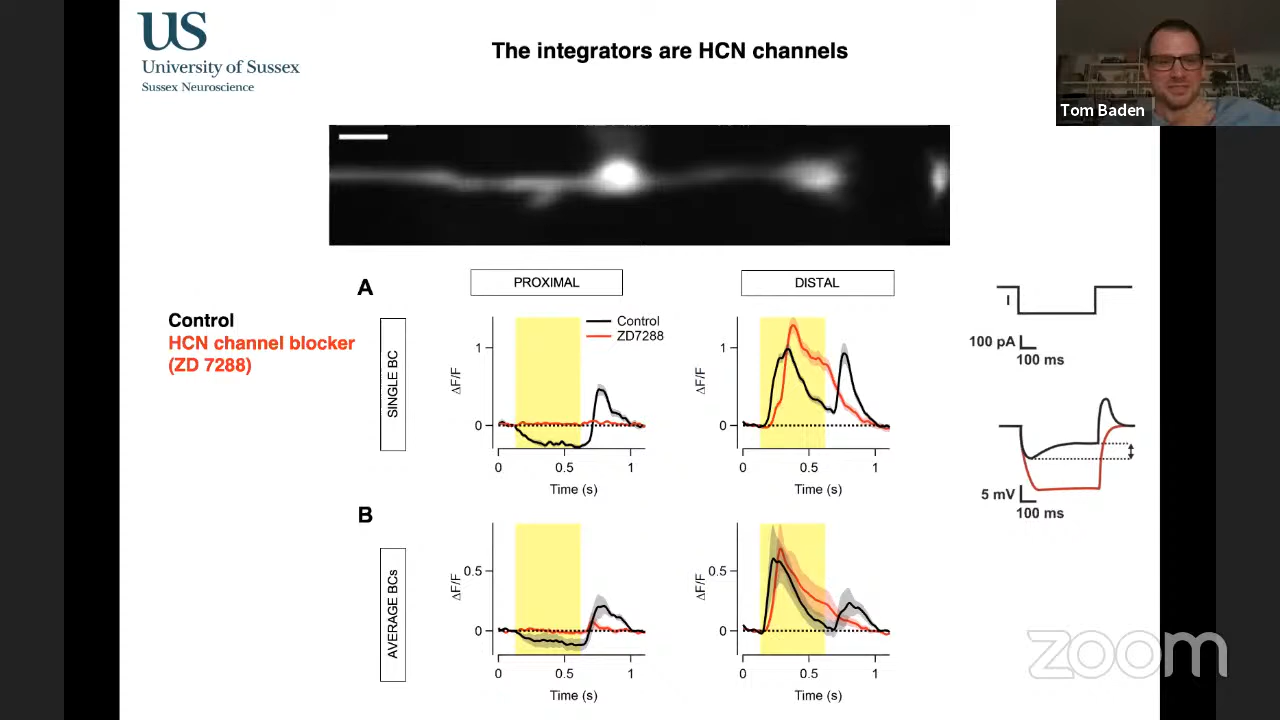 US
University of Sussex
Sussex Neuroscience
The integrators are HCN channels
Tom Baden
Control
HCN channel blocker
(ZD 7288)
A
PROXIMAL
DISTAL
SINGLE BC
Control
ZD7288
ΔF/F
1
0
0
0.5
1
Time (s)
ΔF/F
1
0
0
0.5
1
Time (s)
I
100 pA
100 ms
5 mV
100 ms
B
AVERAGE BCs
ΔF/F
0.5
0
0
0.5
1
Time (s)
ΔF/F
0.5
0
0
0.5
1
Time (s)
zoom